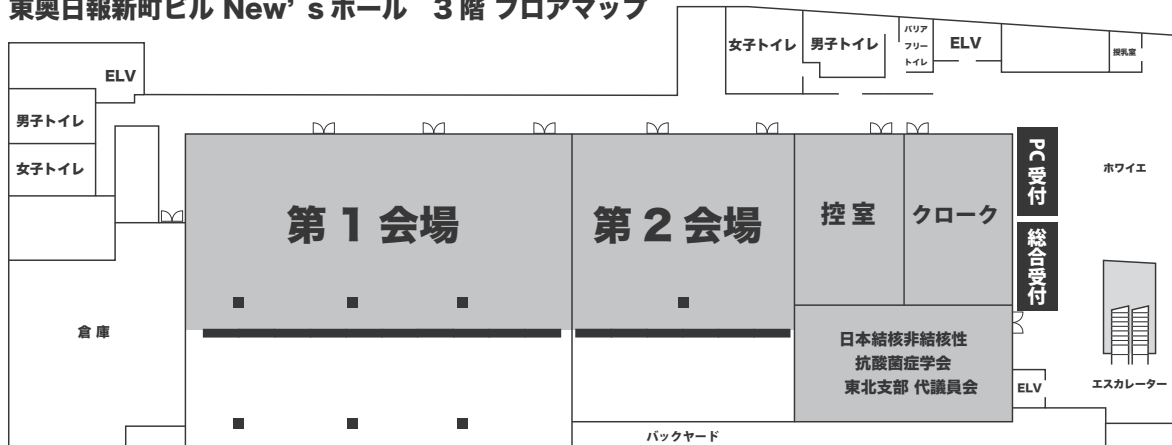 東奥日報新町ビル New’sホール 3階 フロアマップ
女子トイレ
男子トイレ
バリア
フリー
トイレ
ELV
授乳室
ELV
男子トイレ
女子トイレ
第1会場
第2会場
控室
クローク
PC受付
総合受付
ホワイエ
倉庫
日本結核非結核性
抗酸菌症学会
東北支部 代議員会
ELV
エスカレーター
バックヤード